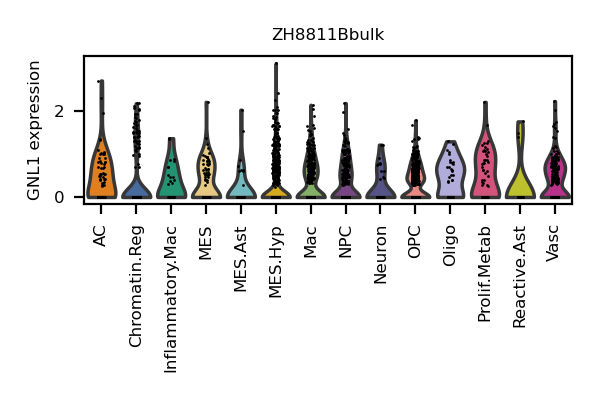 ZH8811Bbulk
GNL1 expression
2
0
AC
Chromatin.Reg
Inflammatory.Mac
MES
MES.Ast
MES.Hyp
Mac
NPC
Neuron
OPC
Oligo
Prolif.Metab
Reactive.Ast
Vasc